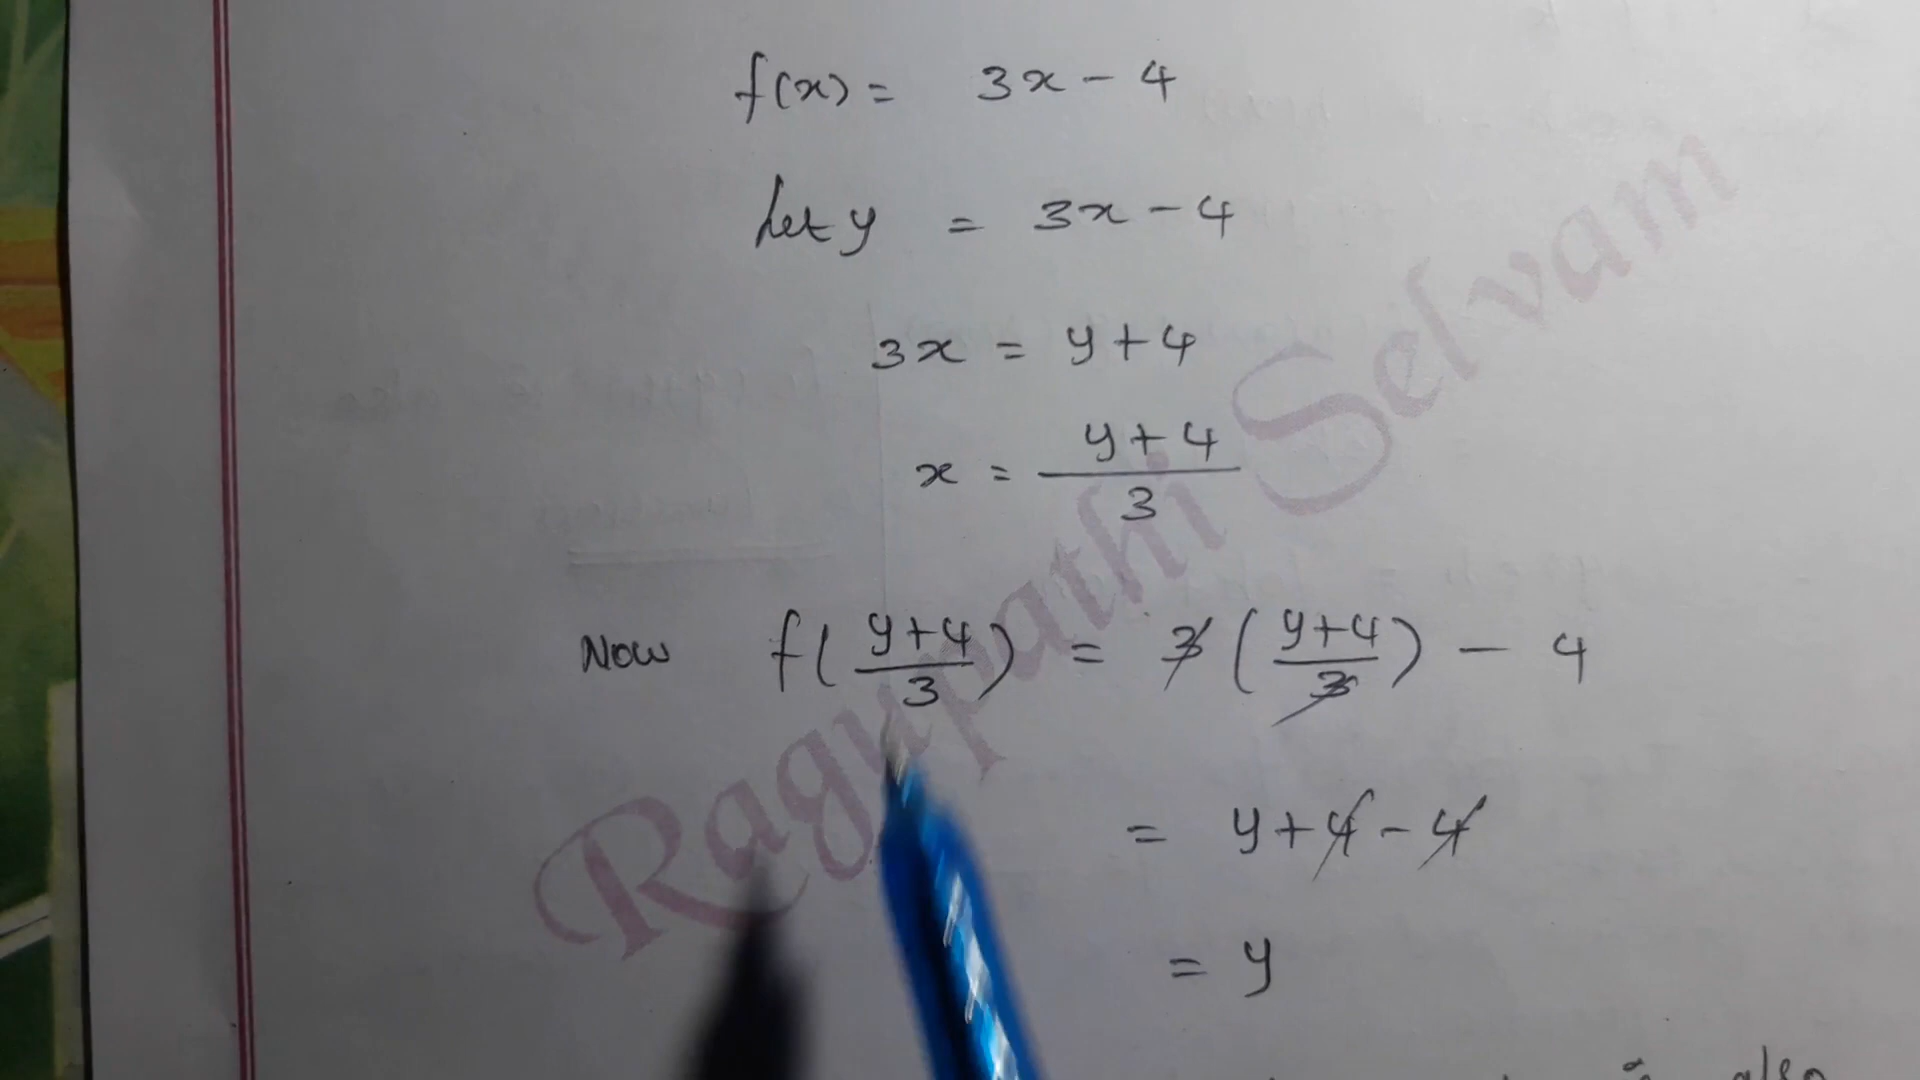 f(x) = 3x - 4
Let y = 3x - 4
3x = y + 4
x = (y + 4)/3
Now f((y+4)/3) = 3((y+4)/3) - 4
= y + 4 - 4
= y
also
Ragupathi Selvam